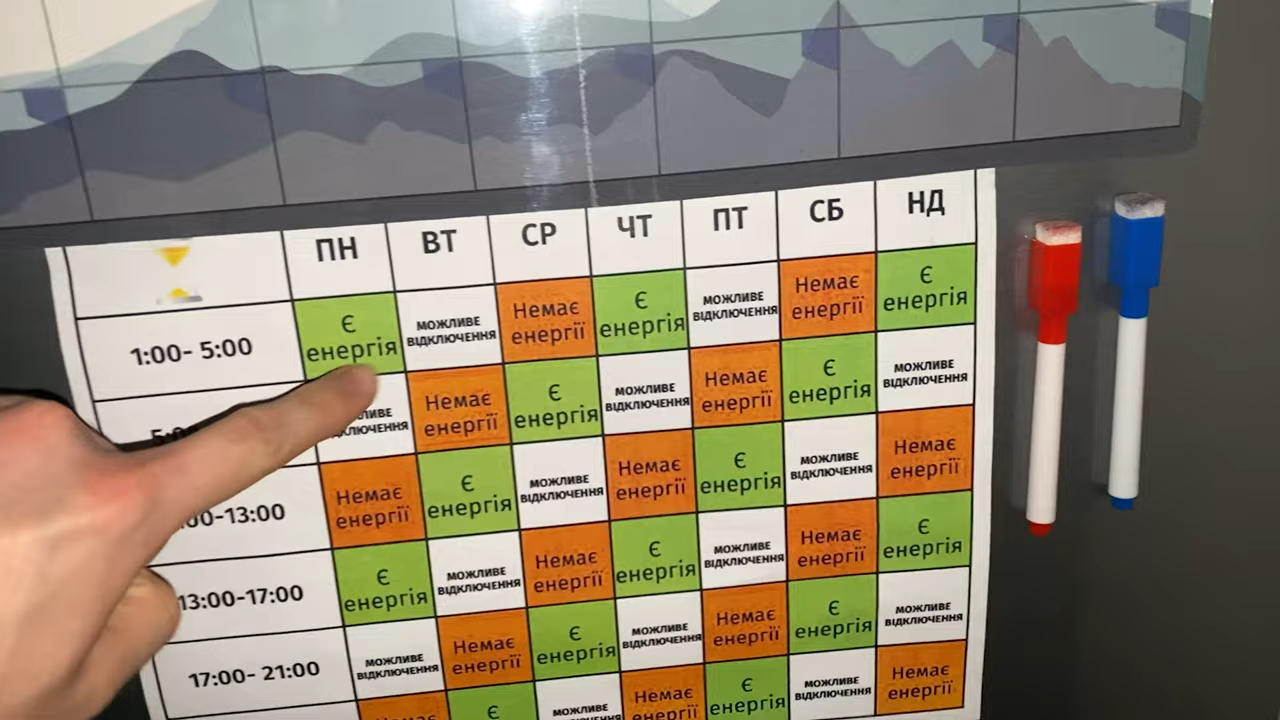 ПН ВТ СР ЧТ ПТ СБ НД
1:00- 5:00
Є енергія
МОЖЛИВЕ ВІДКЛЮЧЕННЯ
Немає енергії
Є енергія
МОЖЛИВЕ ВІДКЛЮЧЕННЯ
Немає енергії
Є енергія
Немає енергії
Є енергія
МОЖЛИВЕ ВІДКЛЮЧЕННЯ
Немає енергії
Є енергія
МОЖЛИВЕ ВІДКЛЮЧЕННЯ
00-13:00
Немає енергії
Є енергія
МОЖЛИВЕ ВІДКЛЮЧЕННЯ
Немає енергії
Є енергія
МОЖЛИВЕ ВІДКЛЮЧЕННЯ
Немає енергії
13:00-17:00
Є енергія
МОЖЛИВЕ ВІДКЛЮЧЕННЯ
Немає енергії
Є енергія
МОЖЛИВЕ ВІДКЛЮЧЕННЯ
Немає енергії
Є енергія
17:00- 21:00
МОЖЛИВЕ ВІДКЛЮЧЕННЯ
Немає енергії
Є енергія
МОЖЛИВЕ ВІДКЛЮЧЕННЯ
Немає енергії
Є енергія
МОЖЛИВЕ ВІДКЛЮЧЕННЯ
Немає
Є
МОЖЛИВЕ ВІДКЛЮЧЕННЯ
Немає енергії
Є енергія
МОЖЛИВЕ ВІДКЛЮЧЕННЯ
Немає енергії